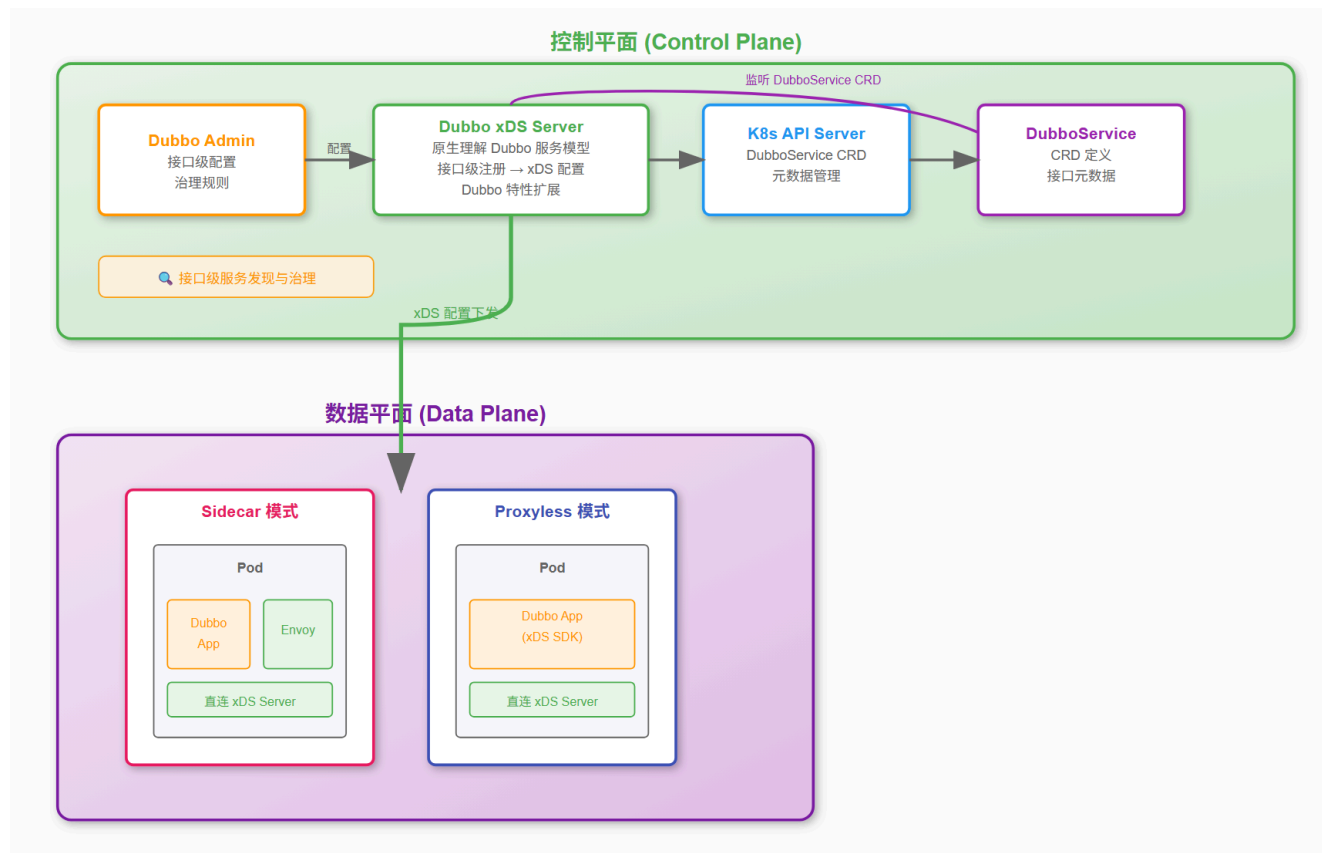 控制平面 (Control Plane)
监听 DubboService CRD
Dubbo Admin
接口级配置
治理规则
配置
Dubbo xDS Server
原生理解 Dubbo 服务模型
接口级注册 → xDS 配置
Dubbo 特性扩展
K8s API Server
DubboService CRD
元数据管理
DubboService
CRD 定义
接口元数据
🔍 接口级服务发现与治理
xDS 配置下发
数据平面 (Data Plane)
Sidecar 模式
Pod
Dubbo
App
Envoy
直连 xDS Server
Proxyless 模式
Pod
Dubbo App
(xDS SDK)
直连 xDS Server